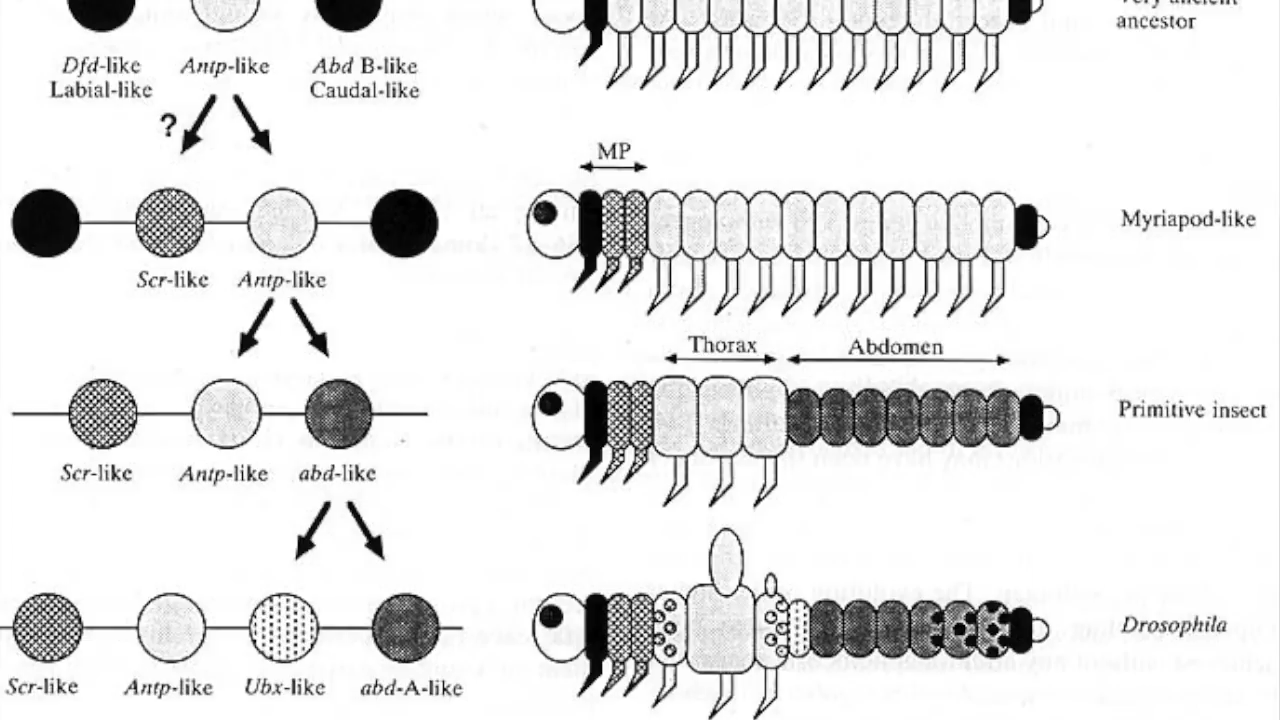 ancestor
Dfd-like Antp-like Abd B-like
Labial-like Caudal-like
?
MP
Myriapod-like
Scr-like Antp-like
Thorax Abdomen
Primitive insect
Scr-like Antp-like abd-like
Drosophila
Scr-like Antp-like Ubx-like abd-A-like